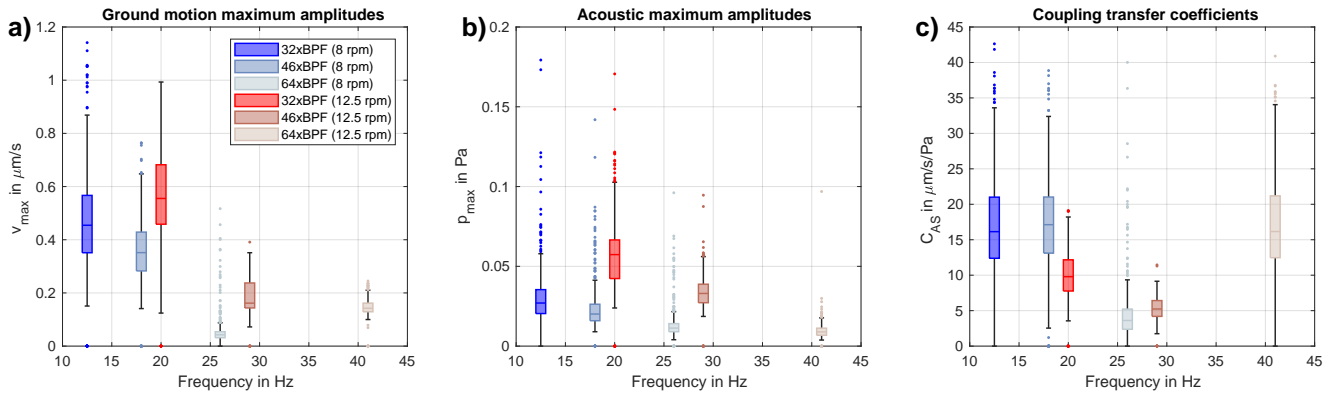 a)
Ground motion maximum amplitudes
v_max in μm/s
1.2
1
0.8
0.6
0.4
0.2
0
32xBPF (8 rpm)
46xBPF (8 rpm)
64xBPF (8 rpm)
32xBPF (12.5 rpm)
46xBPF (12.5 rpm)
64xBPF (12.5 rpm)
10 15 20 25 30 35 40 45
Frequency in Hz
b)
Acoustic maximum amplitudes
p_max in Pa
0.2
0.15
0.1
0.05
0
10 15 20 25 30 35 40 45
Frequency in Hz
c)
Coupling transfer coefficients
C_AS in μm/s/Pa
45
40
35
30
25
20
15
10
5
0
10 15 20 25 30 35 40 45
Frequency in Hz